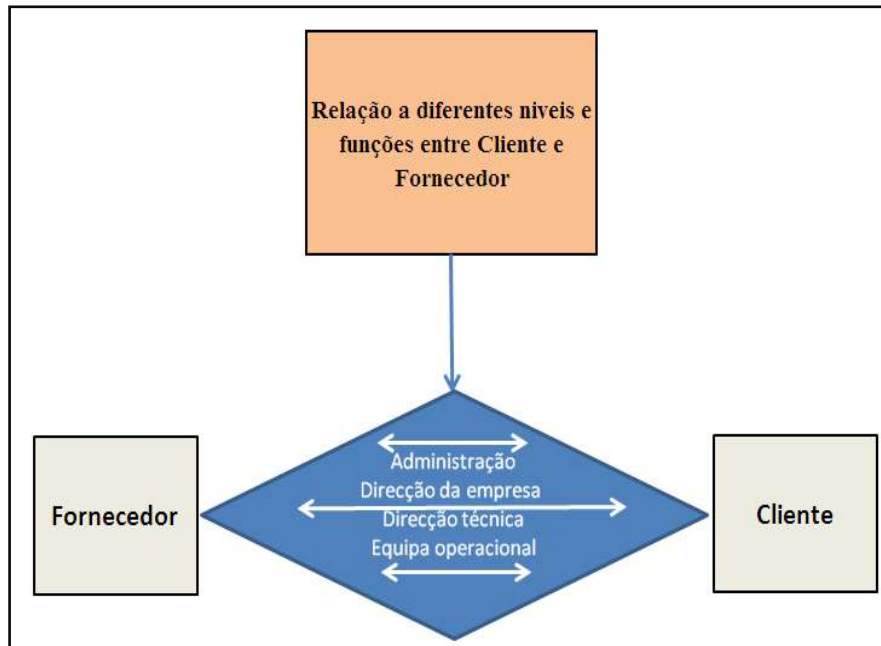 Relação a diferentes niveis e
funções entre Cliente e
Fornecedor
Administração
Direcção da empresa
Direcção técnica
Equipa operacional
Fornecedor
Cliente